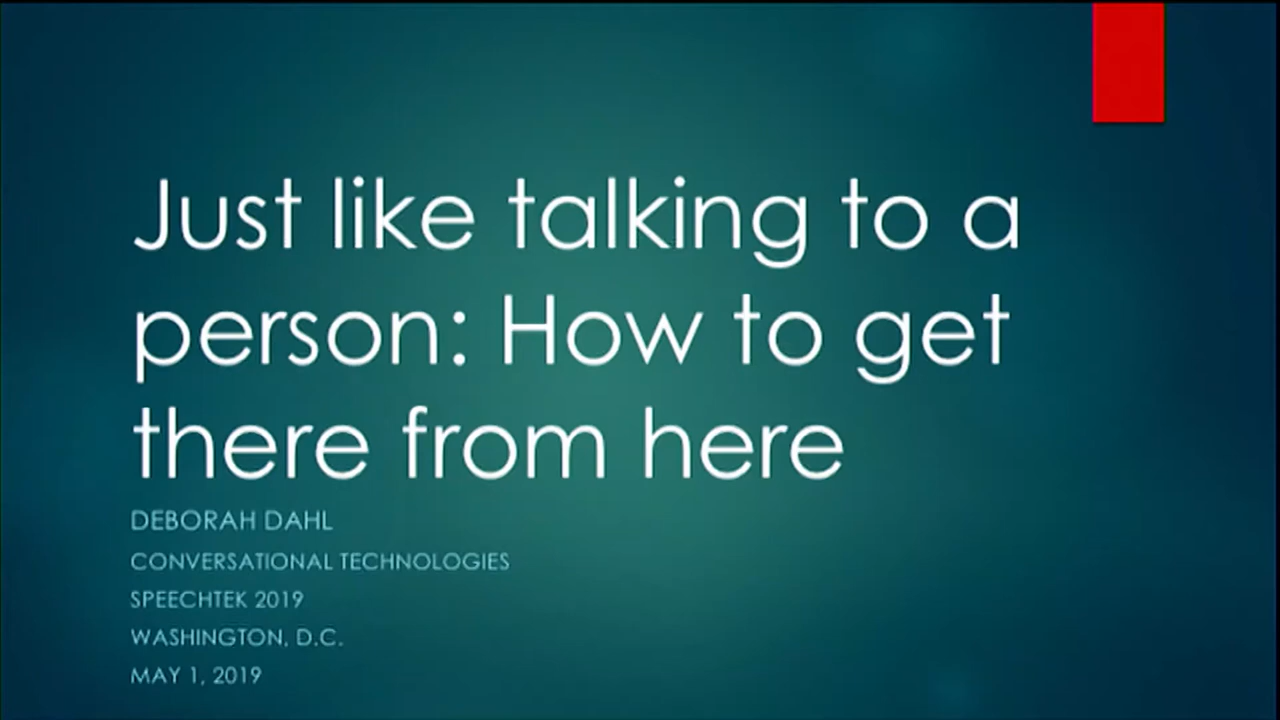 Just like talking to a
person: How to get
there from here
DEBORAH DAHL
CONVERSATIONAL TECHNOLOGIES
SPEECHTEK 2019
WASHINGTON, D.C.
MAY 1, 2019